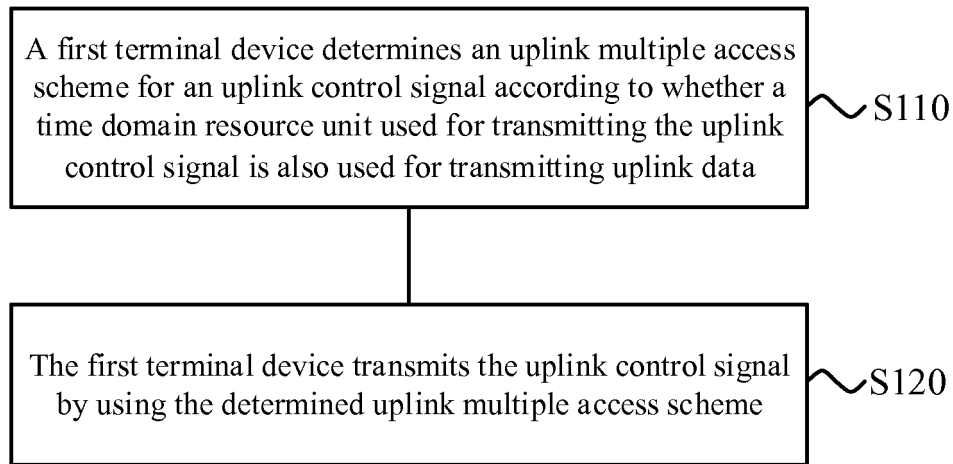 A first terminal device determines an uplink multiple access
scheme for an uplink control signal according to whether a
time domain resource unit used for transmitting the uplink
control signal is also used for transmitting uplink data
S110
The first terminal device transmits the uplink control signal
by using the determined uplink multiple access scheme
S120